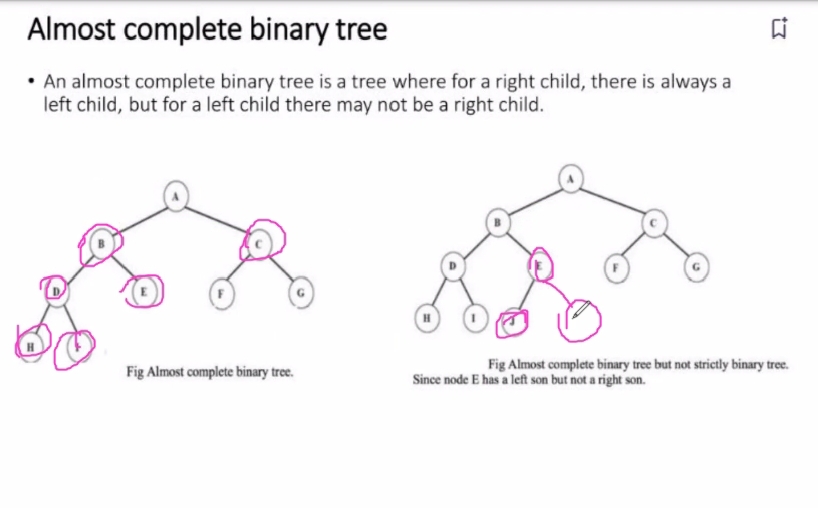 Almost complete binary tree
• An almost complete binary tree is a tree where for a right child, there is always a
left child, but for a left child there may not be a right child.
A
B
C
D
E
F
G
H
I
Fig Almost complete binary tree.
A
B
C
D
E
F
G
H
I
J
Fig Almost complete binary tree but not strictly binary tree.
Since node E has a left son but not a right son.